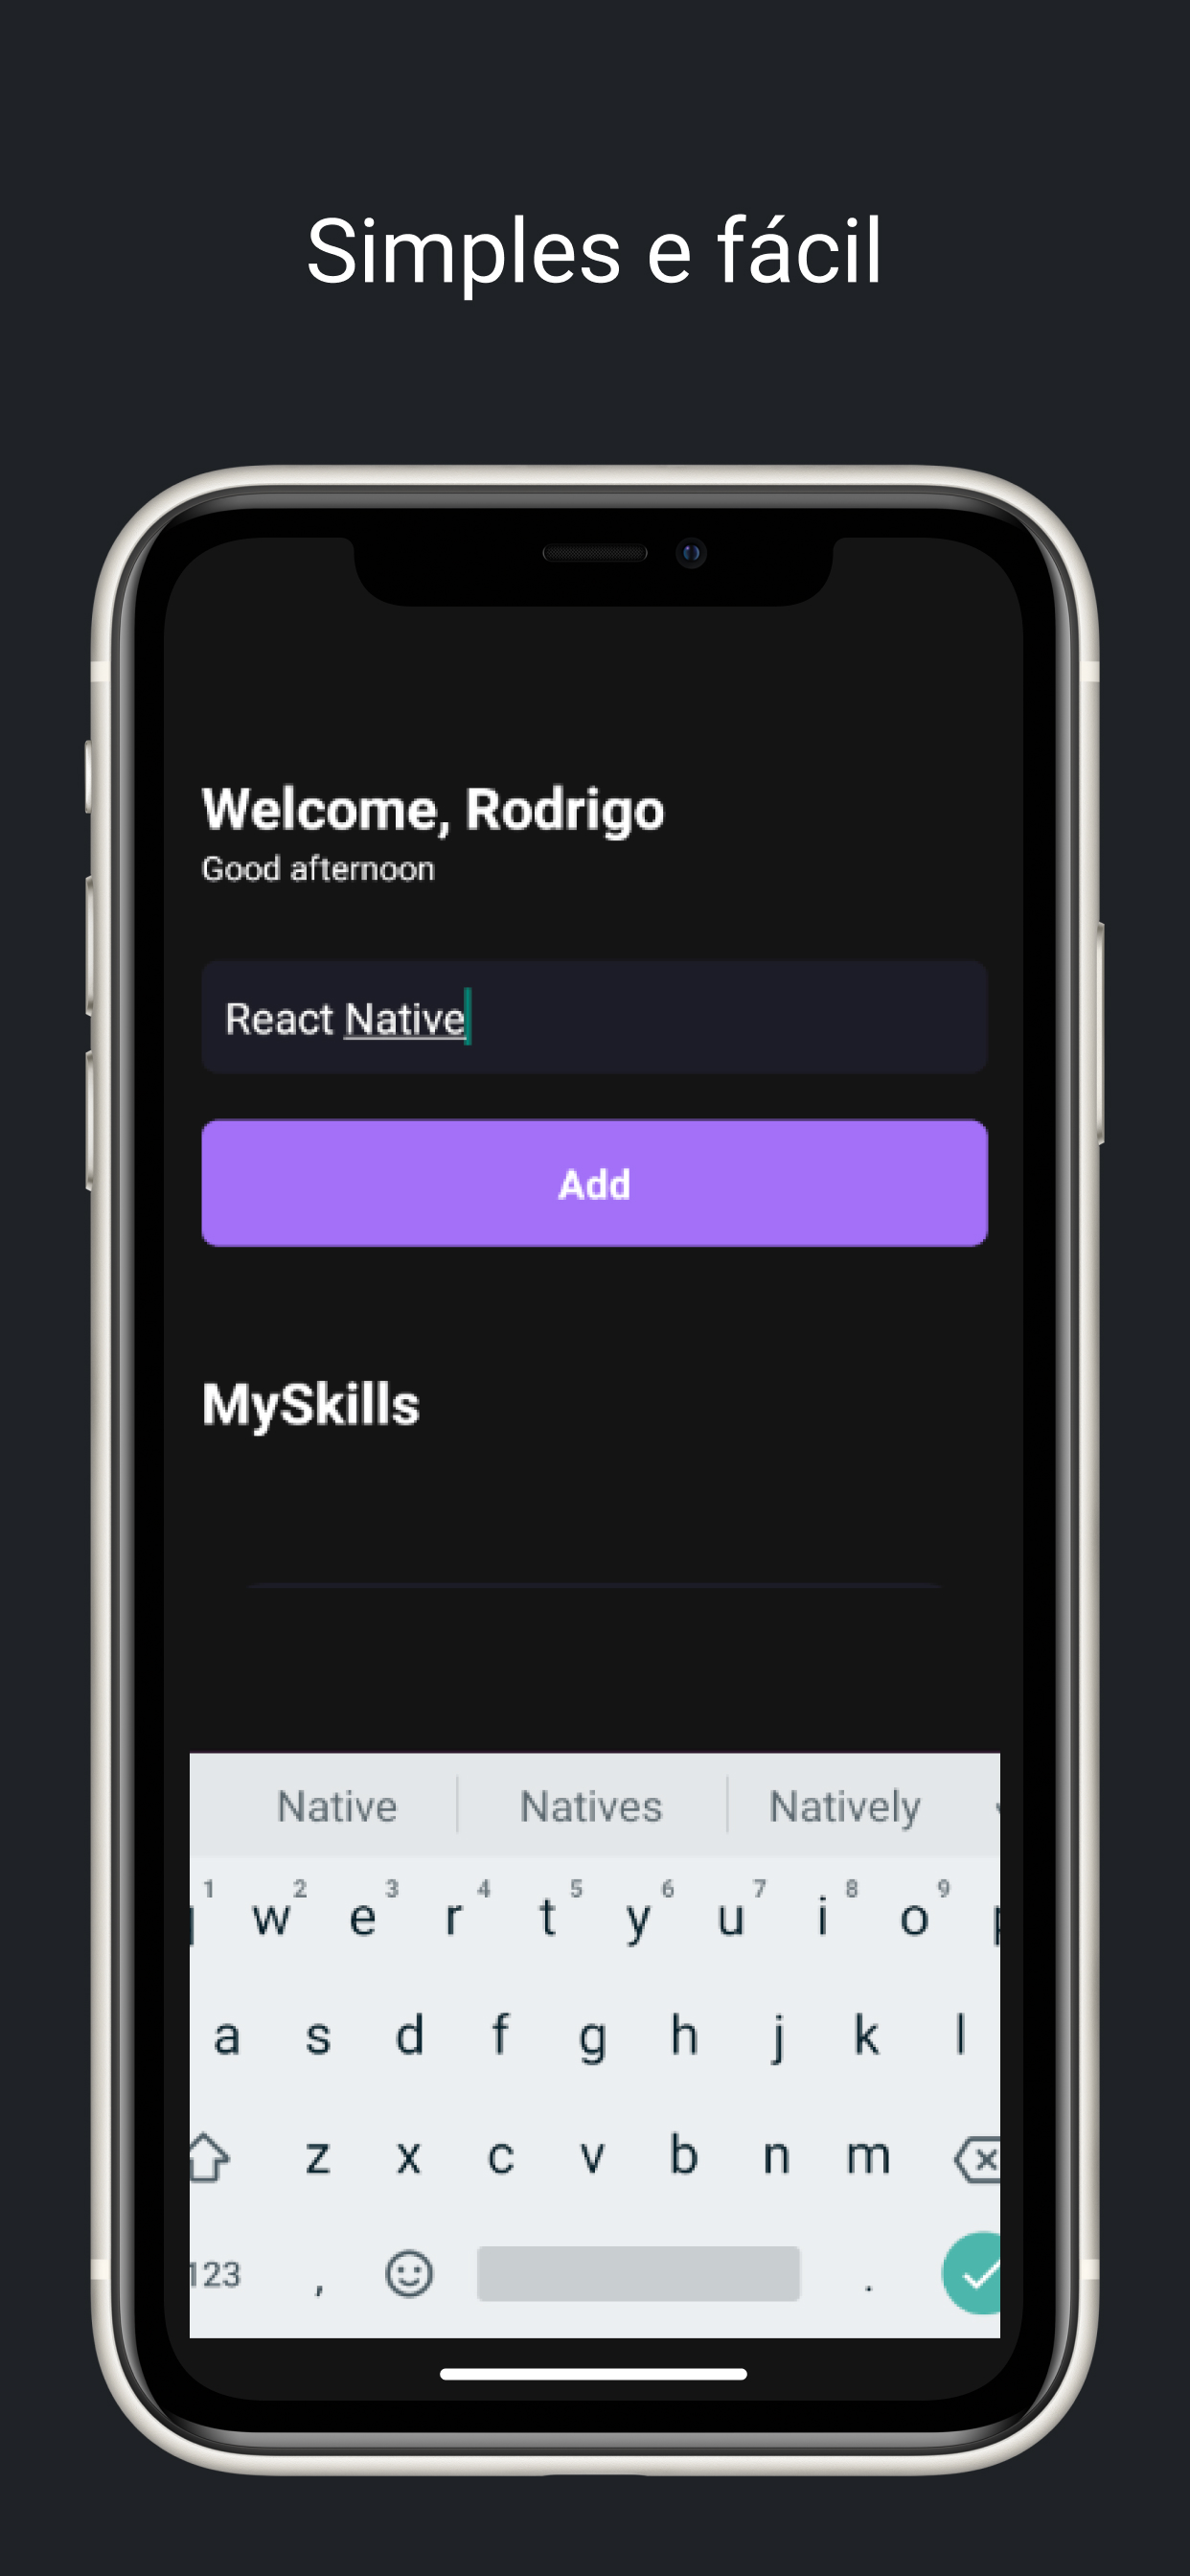 Simples e fácil
Welcome, Rodrigo
Good afternoon
React Native
Add
MySkills
Native Natives Natively
1 2 3 4 5 6 7 8 9
w e r t y u i o
a s d f g h j k l
z x c v b n m
123 , .